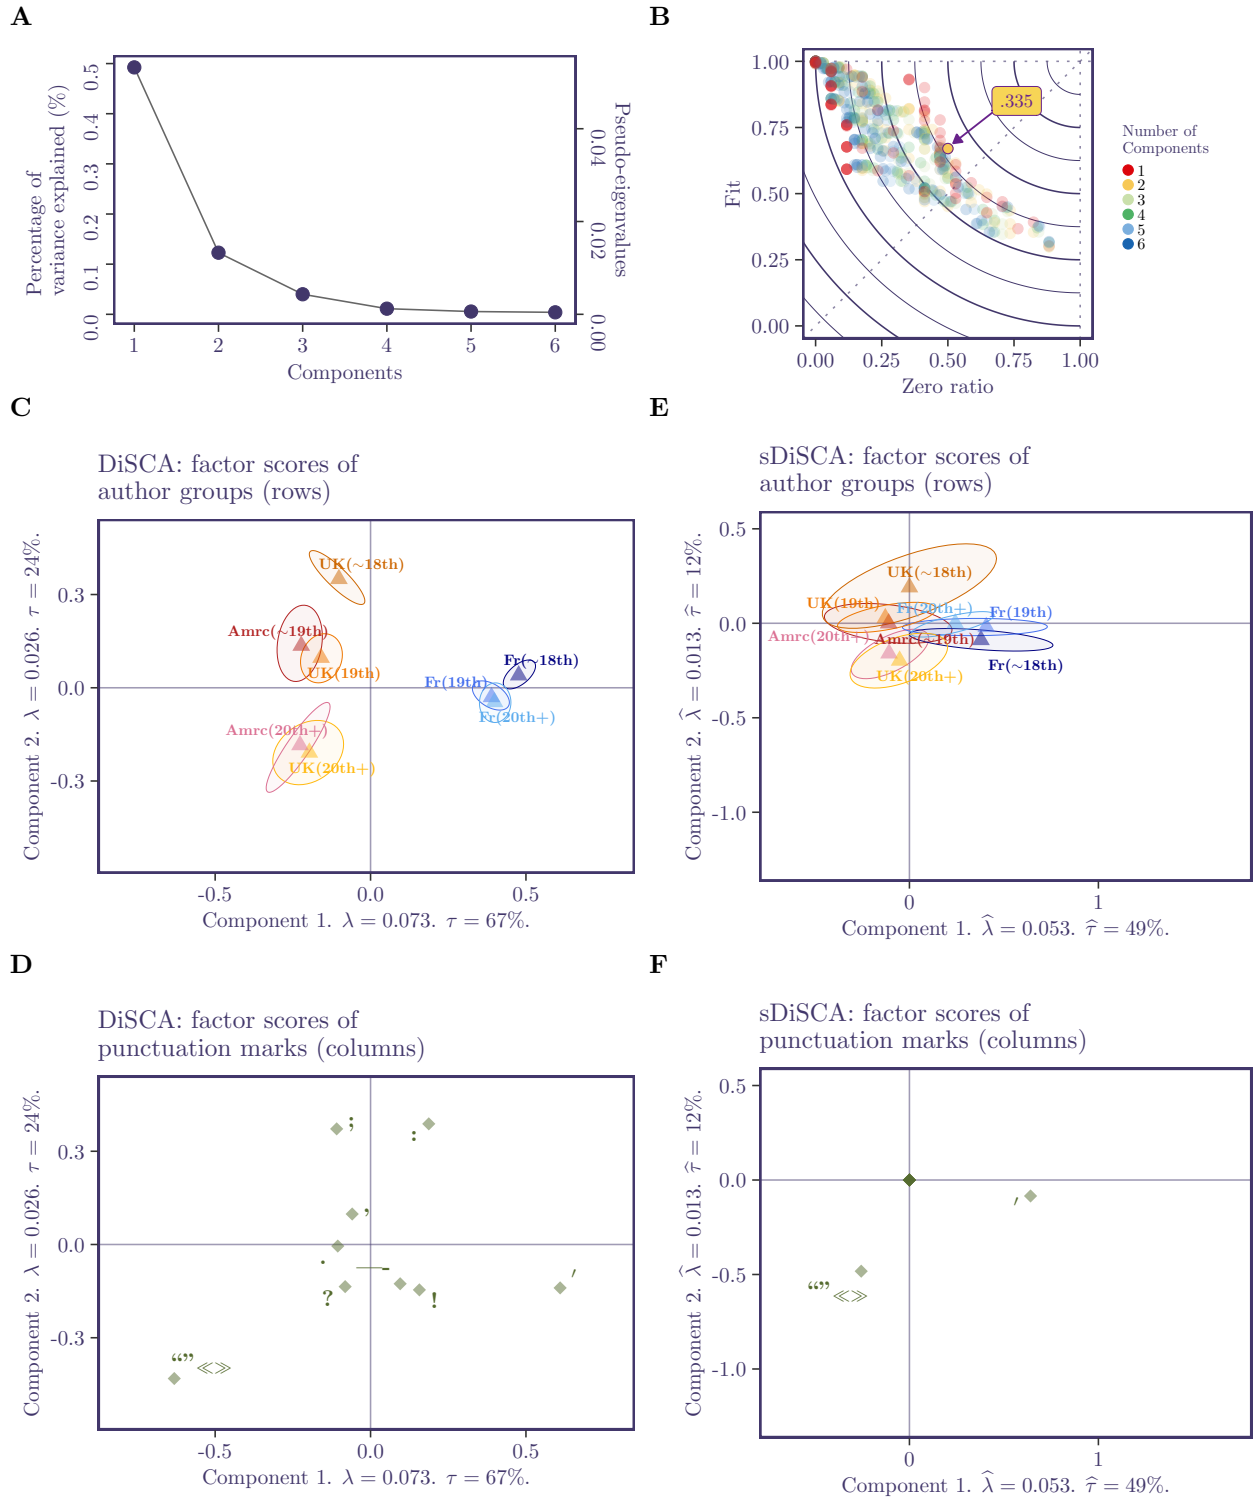 A
Percentage of
variance explained (%)
0.5
0.4
0.3
0.2
0.1
0.0
Pseudo-eigenvalues
0.04
0.02
0.00
1 2 3 4 5 6
Components
B
Fit
1.00
0.75
0.50
0.25
0.00
.335
0.00 0.25 0.50 0.75 1.00
Zero ratio
Number of
Components
1
2
3
4
5
6
C
DiSCA: factor scores of
author groups (rows)
Component 2. λ = 0.026. τ = 24%.
0.3
0.0
-0.3
UK(~18th)
Amrc(~19th)
UK(19th)
Fr(~18th)
Fr(19th)
Fr(20th+)
Amrc(20th+)
UK(20th+)
-0.5 0.0 0.5
Component 1. λ = 0.073. τ = 67%.
E
sDiSCA: factor scores of
author groups (rows)
Component 2. λ̂ = 0.013. τ̂ = 12%.
0.5
0.0
-0.5
-1.0
UK(~18th)
UK(19th)
Fr(20th+)
Fr(19th)
Amrc(20th+)
Amrc(~19th)
Fr(~18th)
UK(20th+)
0 1
Component 1. λ̂ = 0.053. τ̂ = 49%.
D
DiSCA: factor scores of
punctuation marks (columns)
Component 2. λ = 0.026. τ = 24%.
0.3
0.0
-0.3
;
:
,
.
—-
'
?
!
“” ≪≫
-0.5 0.0 0.5
Component 1. λ = 0.073. τ = 67%.
F
sDiSCA: factor scores of
punctuation marks (columns)
Component 2. λ̂ = 0.013. τ̂ = 12%.
0.5
0.0
-0.5
-1.0
'
“” ≪≫
0 1
Component 1. λ̂ = 0.053. τ̂ = 49%.